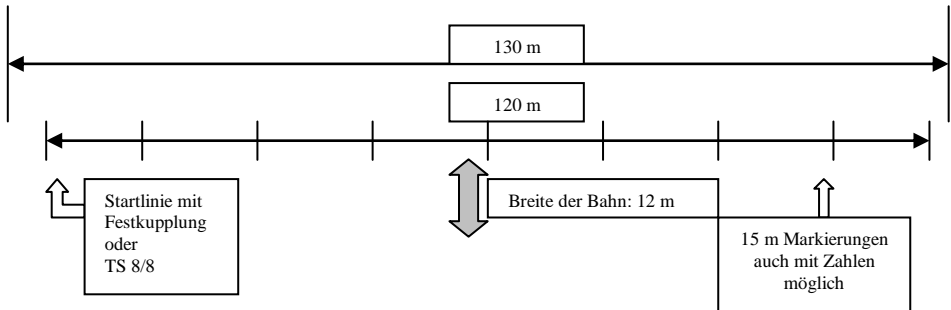 130 m
120 m
Startlinie mit
Festkupplung
oder
TS 8/8
Breite der Bahn: 12 m
15 m Markierungen
auch mit Zahlen
möglich